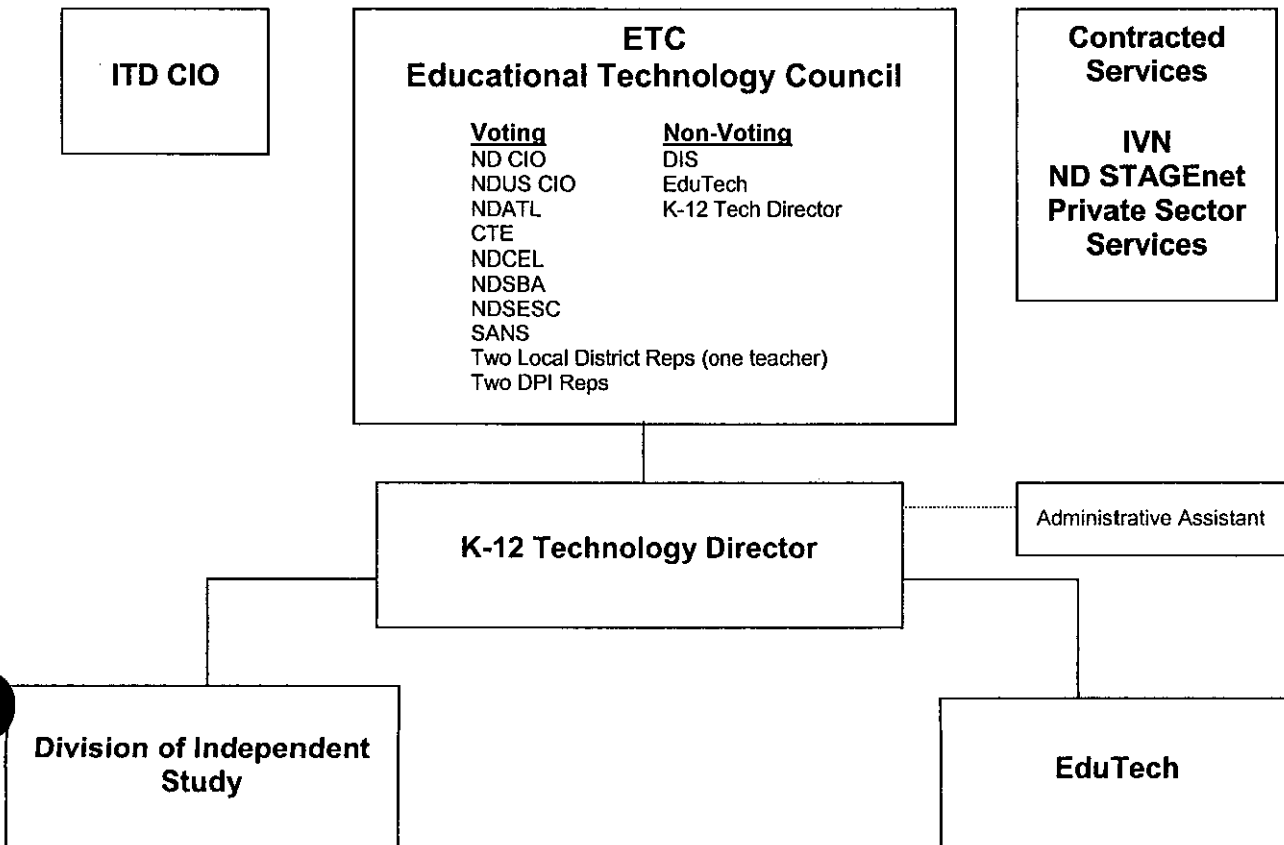 ITD CIO
ETC
Educational Technology Council
Voting
Non-Voting
ND CIO
DIS
NDUS CIO
EduTech
NDATL
K-12 Tech Director
CTE
NDCEL
NDSBA
NDSESC
SANS
Two Local District Reps (one teacher)
Two DPI Reps
Contracted
Services
IVN
ND STAGEnet
Private Sector
Services
K-12 Technology Director
Administrative Assistant
Division of Independent
Study
EduTech